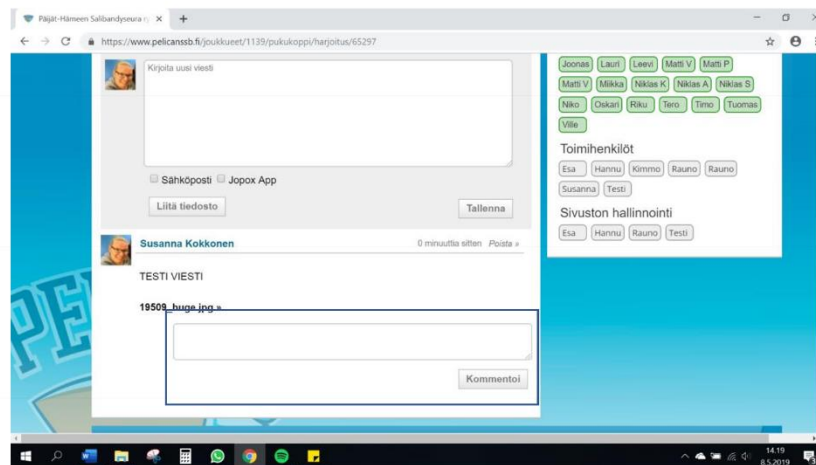 Päijät-Hämeen Salibandyseura r
https://www.pelicanssb.fi/joukkueet/1139/pukukoppi/harjoitus/65297
Kirjoita uusi viesti
Sähköposti Jopox App
Liitä tiedosto Tallenna
Susanna Kokkonen 0 minuuttia sitten Poista »
TESTI VIESTI
19509_huge.jpg »
Kommentoi
Joonas Lauri Leevi Matti V Matti P
Matti V Miikka Niklas K Niklas A Niklas S
Niko Oskari Riku Tero Timo Tuomas
Ville
Toimihenkilöt
Esa Hannu Kimmo Rauno Rauno
Susanna Testi
Sivuston hallinnointi
Esa Hannu Rauno Testi
PE
14.19
8.5.2019